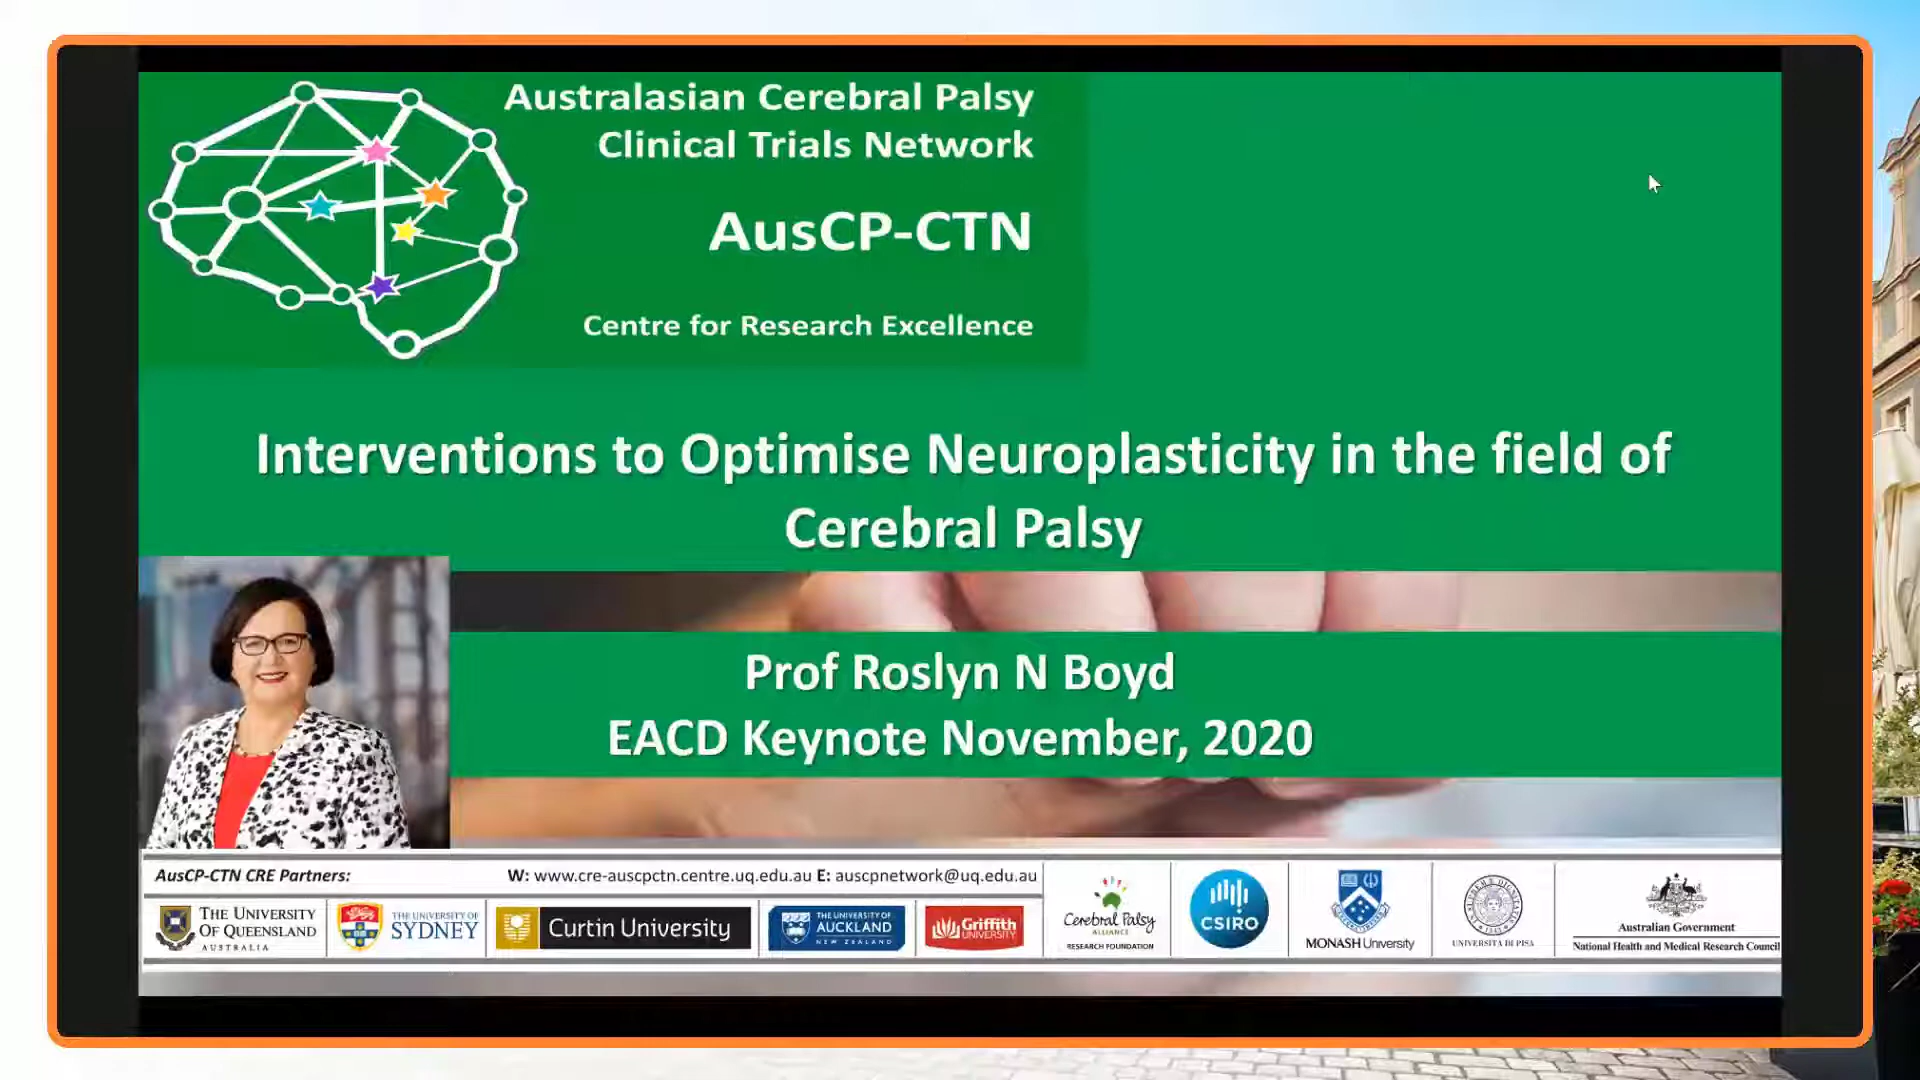 Australasian Cerebral Palsy
Clinical Trials Network
AusCP-CTN
Centre for Research Excellence
Interventions to Optimise Neuroplasticity in the field of
Cerebral Palsy
Prof Roslyn N Boyd
EACD Keynote November, 2020
AusCP-CTN CRE Partners:
W: www.cre-auscpctn.centre.uq.edu.au E: auscpnetwork@uq.edu.au
THE UNIVERSITY
OF QUEENSLAND
AUSTRALIA
THE UNIVERSITY OF
SYDNEY
Curtin University
THE UNIVERSITY OF
AUCKLAND
NEW ZEALAND
Griffith
UNIVERSITY
Cerebral Palsy
ALLIANCE
RESEARCH FOUNDATION
CSIRO
MONASH University
UNIVERSITÀ DI PISA
Australian Government
National Health and Medical Research Council